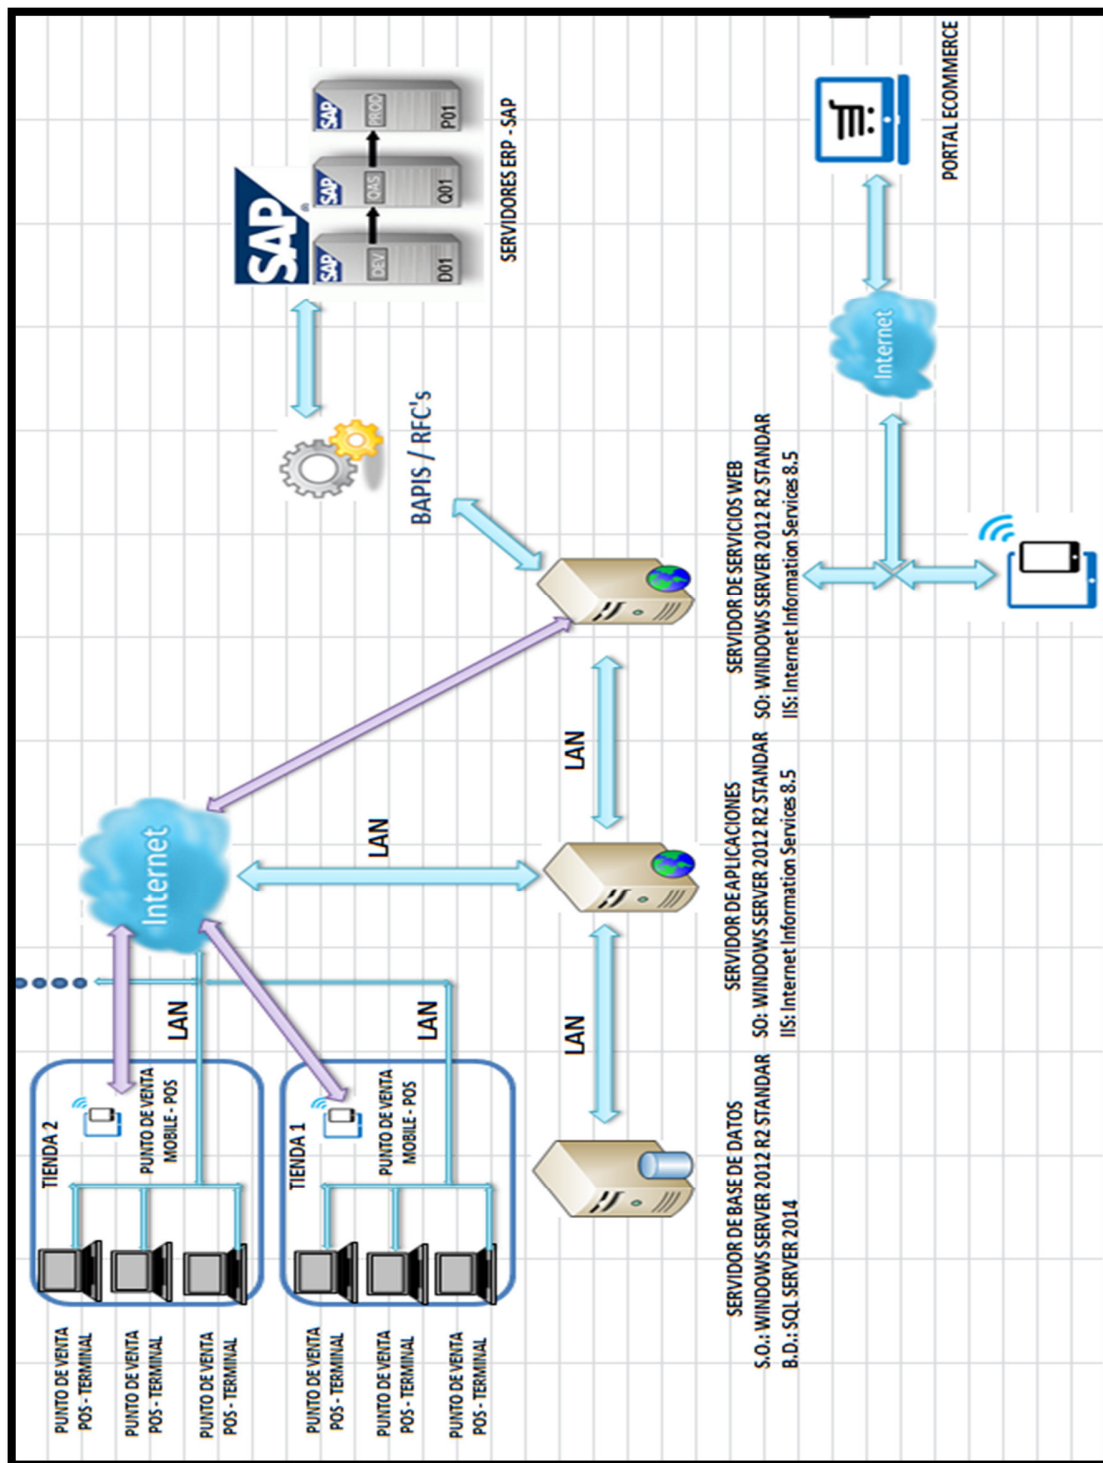 TIENDA 2
PUNTO DE VENTA
POS - TERMINAL
PUNTO DE VENTA
POS - TERMINAL
PUNTO DE VENTA
POS - TERMINAL
PUNTO DE VENTA
MOBILE - POS
LAN
TIENDA 1
PUNTO DE VENTA
POS - TERMINAL
PUNTO DE VENTA
POS - TERMINAL
PUNTO DE VENTA
POS - TERMINAL
PUNTO DE VENTA
MOBILE - POS
LAN
Internet
LAN
SAP
®
SAP
DEV
D01
SAP
QAS
Q01
SAP
PROD
P01
SERVIDORES ERP - SAP
BAPIS / RFC's
LAN
LAN
SERVIDOR DE BASE DE DATOS
S.O.: WINDOWS SERVER 2012 R2 STANDAR
B.D.: SQL SERVER 2014
SERVIDOR DE APLICACIONES
SO: WINDOWS SERVER 2012 R2 STANDAR
IIS: Internet Information Services 8.5
SERVIDOR DE SERVICIOS WEB
SO: WINDOWS SERVER 2012 R2 STANDAR
IIS: Internet Information Services 8.5
Internet
PORTAL ECOMMERCE